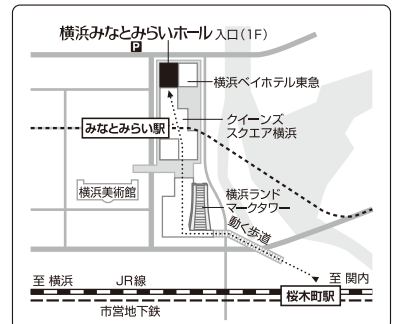 横浜みなとみらいホール 入口(1F)
P
横浜ベイホテル東急
クイーンズ
スクエア横浜
みなとみらい駅
横浜美術館
横浜ランド
マークタワー
動く歩道
至 横浜
JR線
至 関内
桜木町駅
市営地下鉄